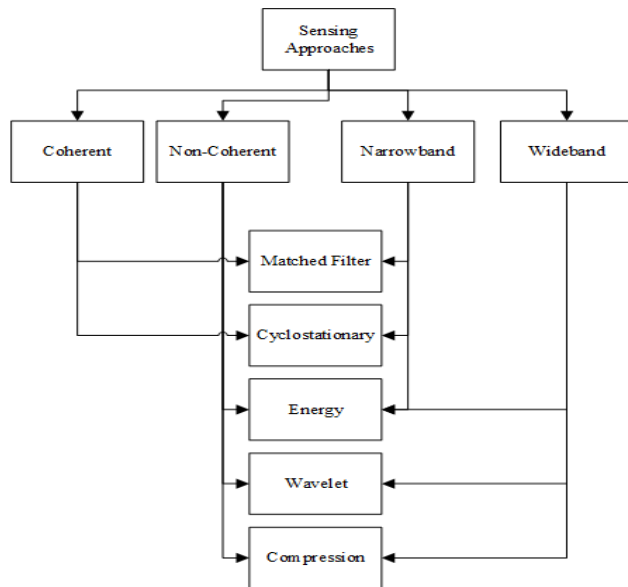 Sensing
Approaches
Coherent
Non-Coherent
Narrowband
Wideband
Matched Filter
Cyclostationary
Energy
Wavelet
Compression